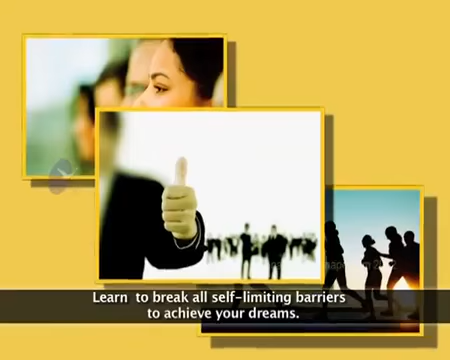 Learn  to break all self-limiting barriers
to achieve your dreams.